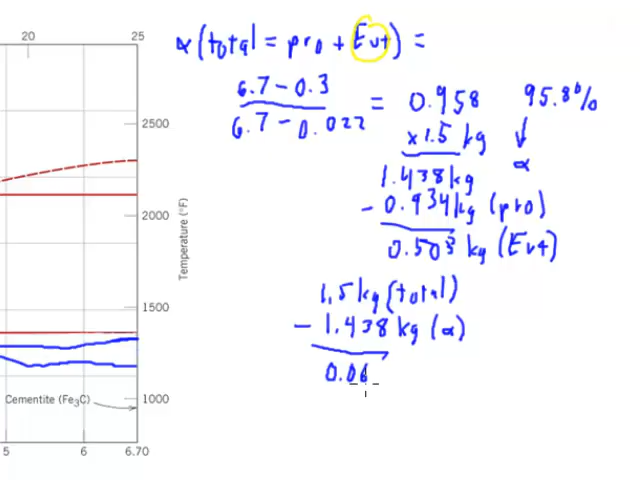 20 25
α(total = pro + Eut) =
6.7 - 0.3
6.7 - 0.022
= 0.958 95.8%
x 1.5 kg
α
1.438 kg
- 0.934 kg (pro)
0.503 kg (Eut)
1.5 kg (total)
- 1.438 kg (α)
0.06
2500
2000
1500
1000
Temperature (°F)
Cementite (Fe3C)
5 6 6.70